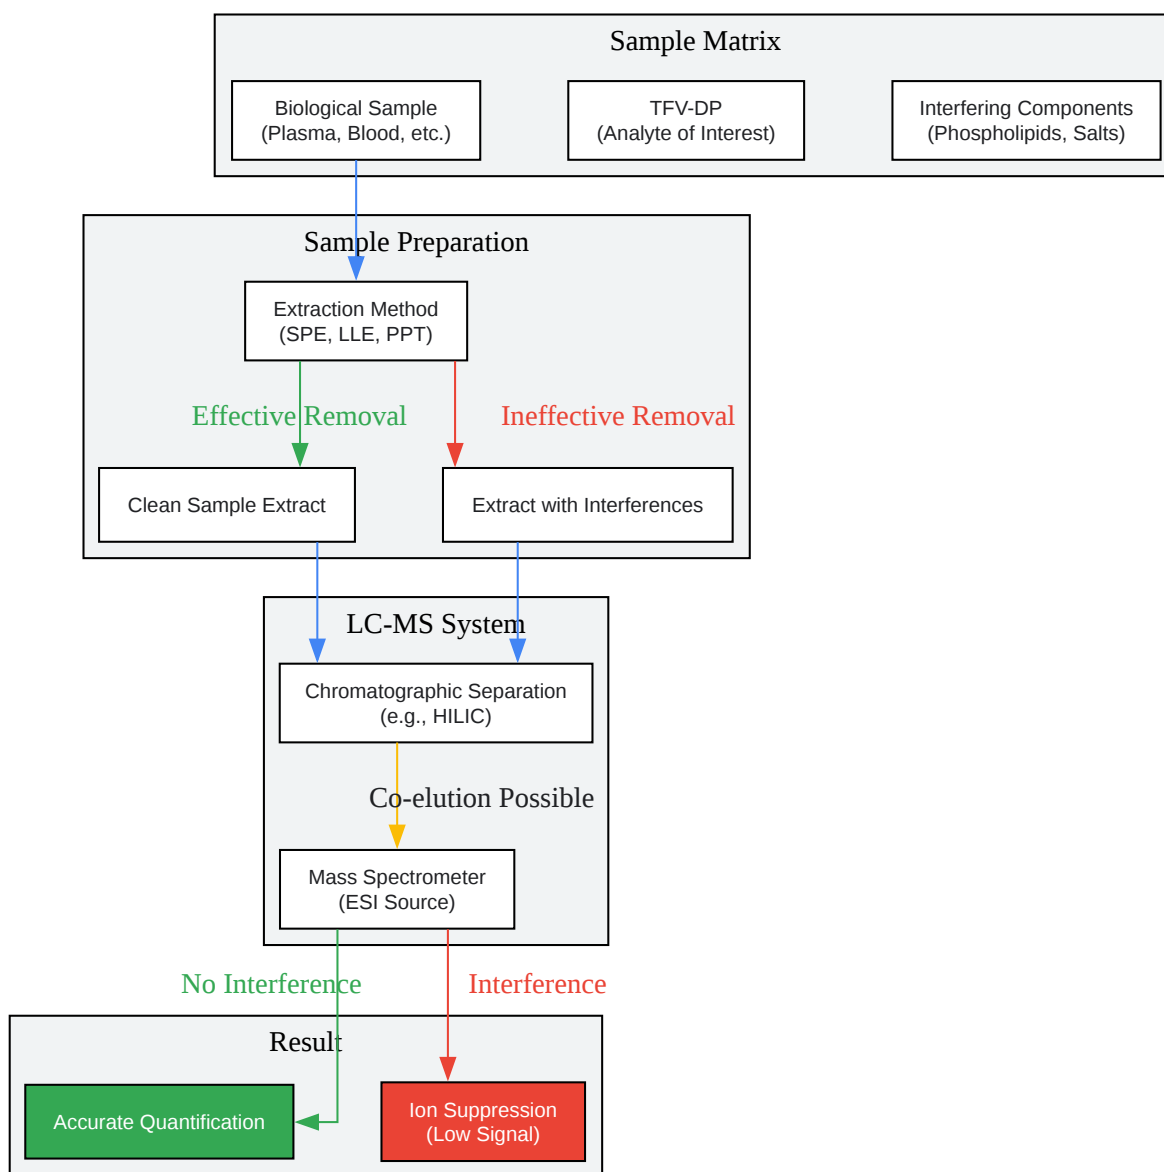 Sample Matrix
Biological Sample
(Plasma, Blood, etc.)
TFV-DP
(Analyte of Interest)
Interfering Components
(Phospholipids, Salts)
Sample Preparation
Extraction Method
(SPE, LLE, PPT)
Effective Removal
Ineffective Removal
Clean Sample Extract
Extract with Interferences
LC-MS System
Chromatographic Separation
(e.g., HILIC)
Co-elution Possible
Mass Spectrometer
(ESI Source)
No Interference
Interference
Result
Accurate Quantification
Ion Suppression
(Low Signal)